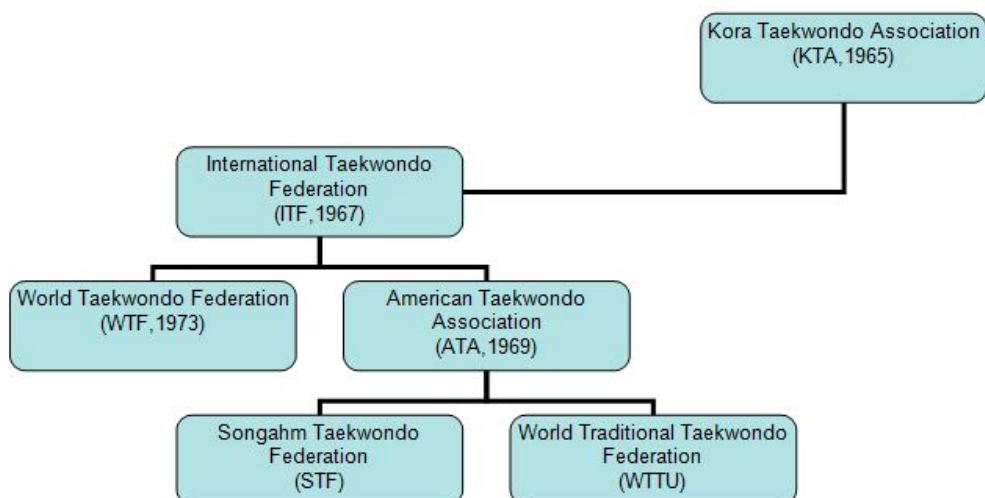 Kora Taekwondo Association
(KTA,1965)
International Taekwondo
Federation
(ITF,1967)
World Taekwondo Federation
(WTF,1973)
American Taekwondo
Association
(ATA,1969)
Songahm Taekwondo
Federation
(STF)
World Traditional Taekwondo
Federation
(WTTU)